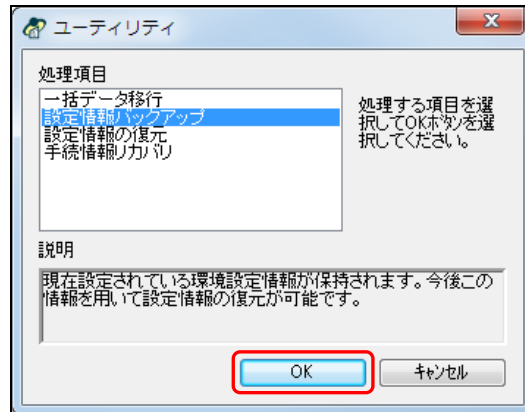 ユーティリティ
処理項目
一括データ移行
設定情報バックアップ
設定情報の復元
手続情報リカバリ
処理する項目を選
択してOKボタンを選
択してください。
説明
現在設定されている環境設定情報が保持されます。今後この
情報を用いて設定情報の復元が可能です。
OK
キャンセル